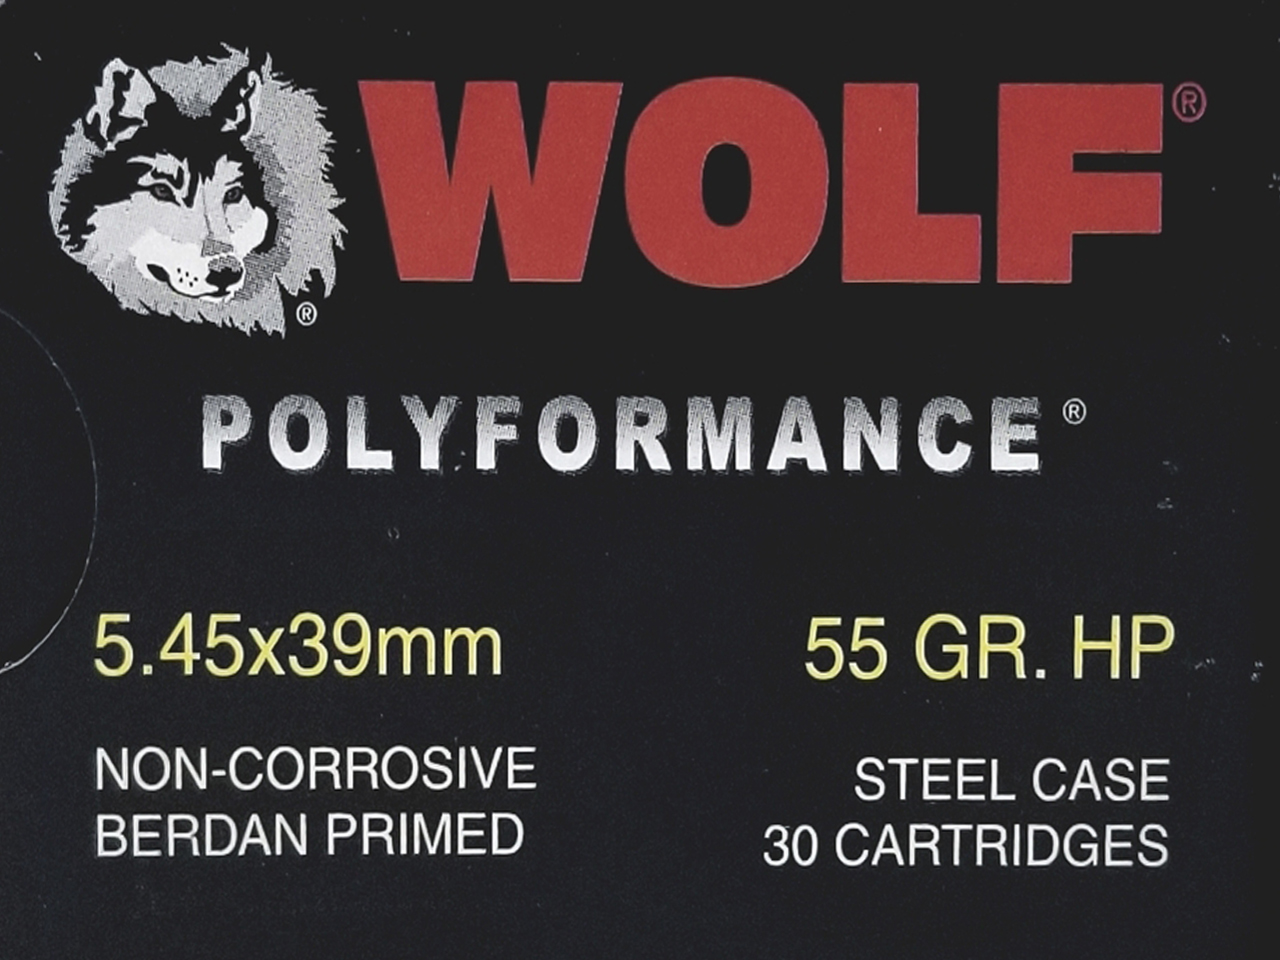 WOLF®
®
POLYFORMANCE®
5.45x39mm
55 GR. HP
NON-CORROSIVE
BERDAN PRIMED
STEEL CASE
30 CARTRIDGES